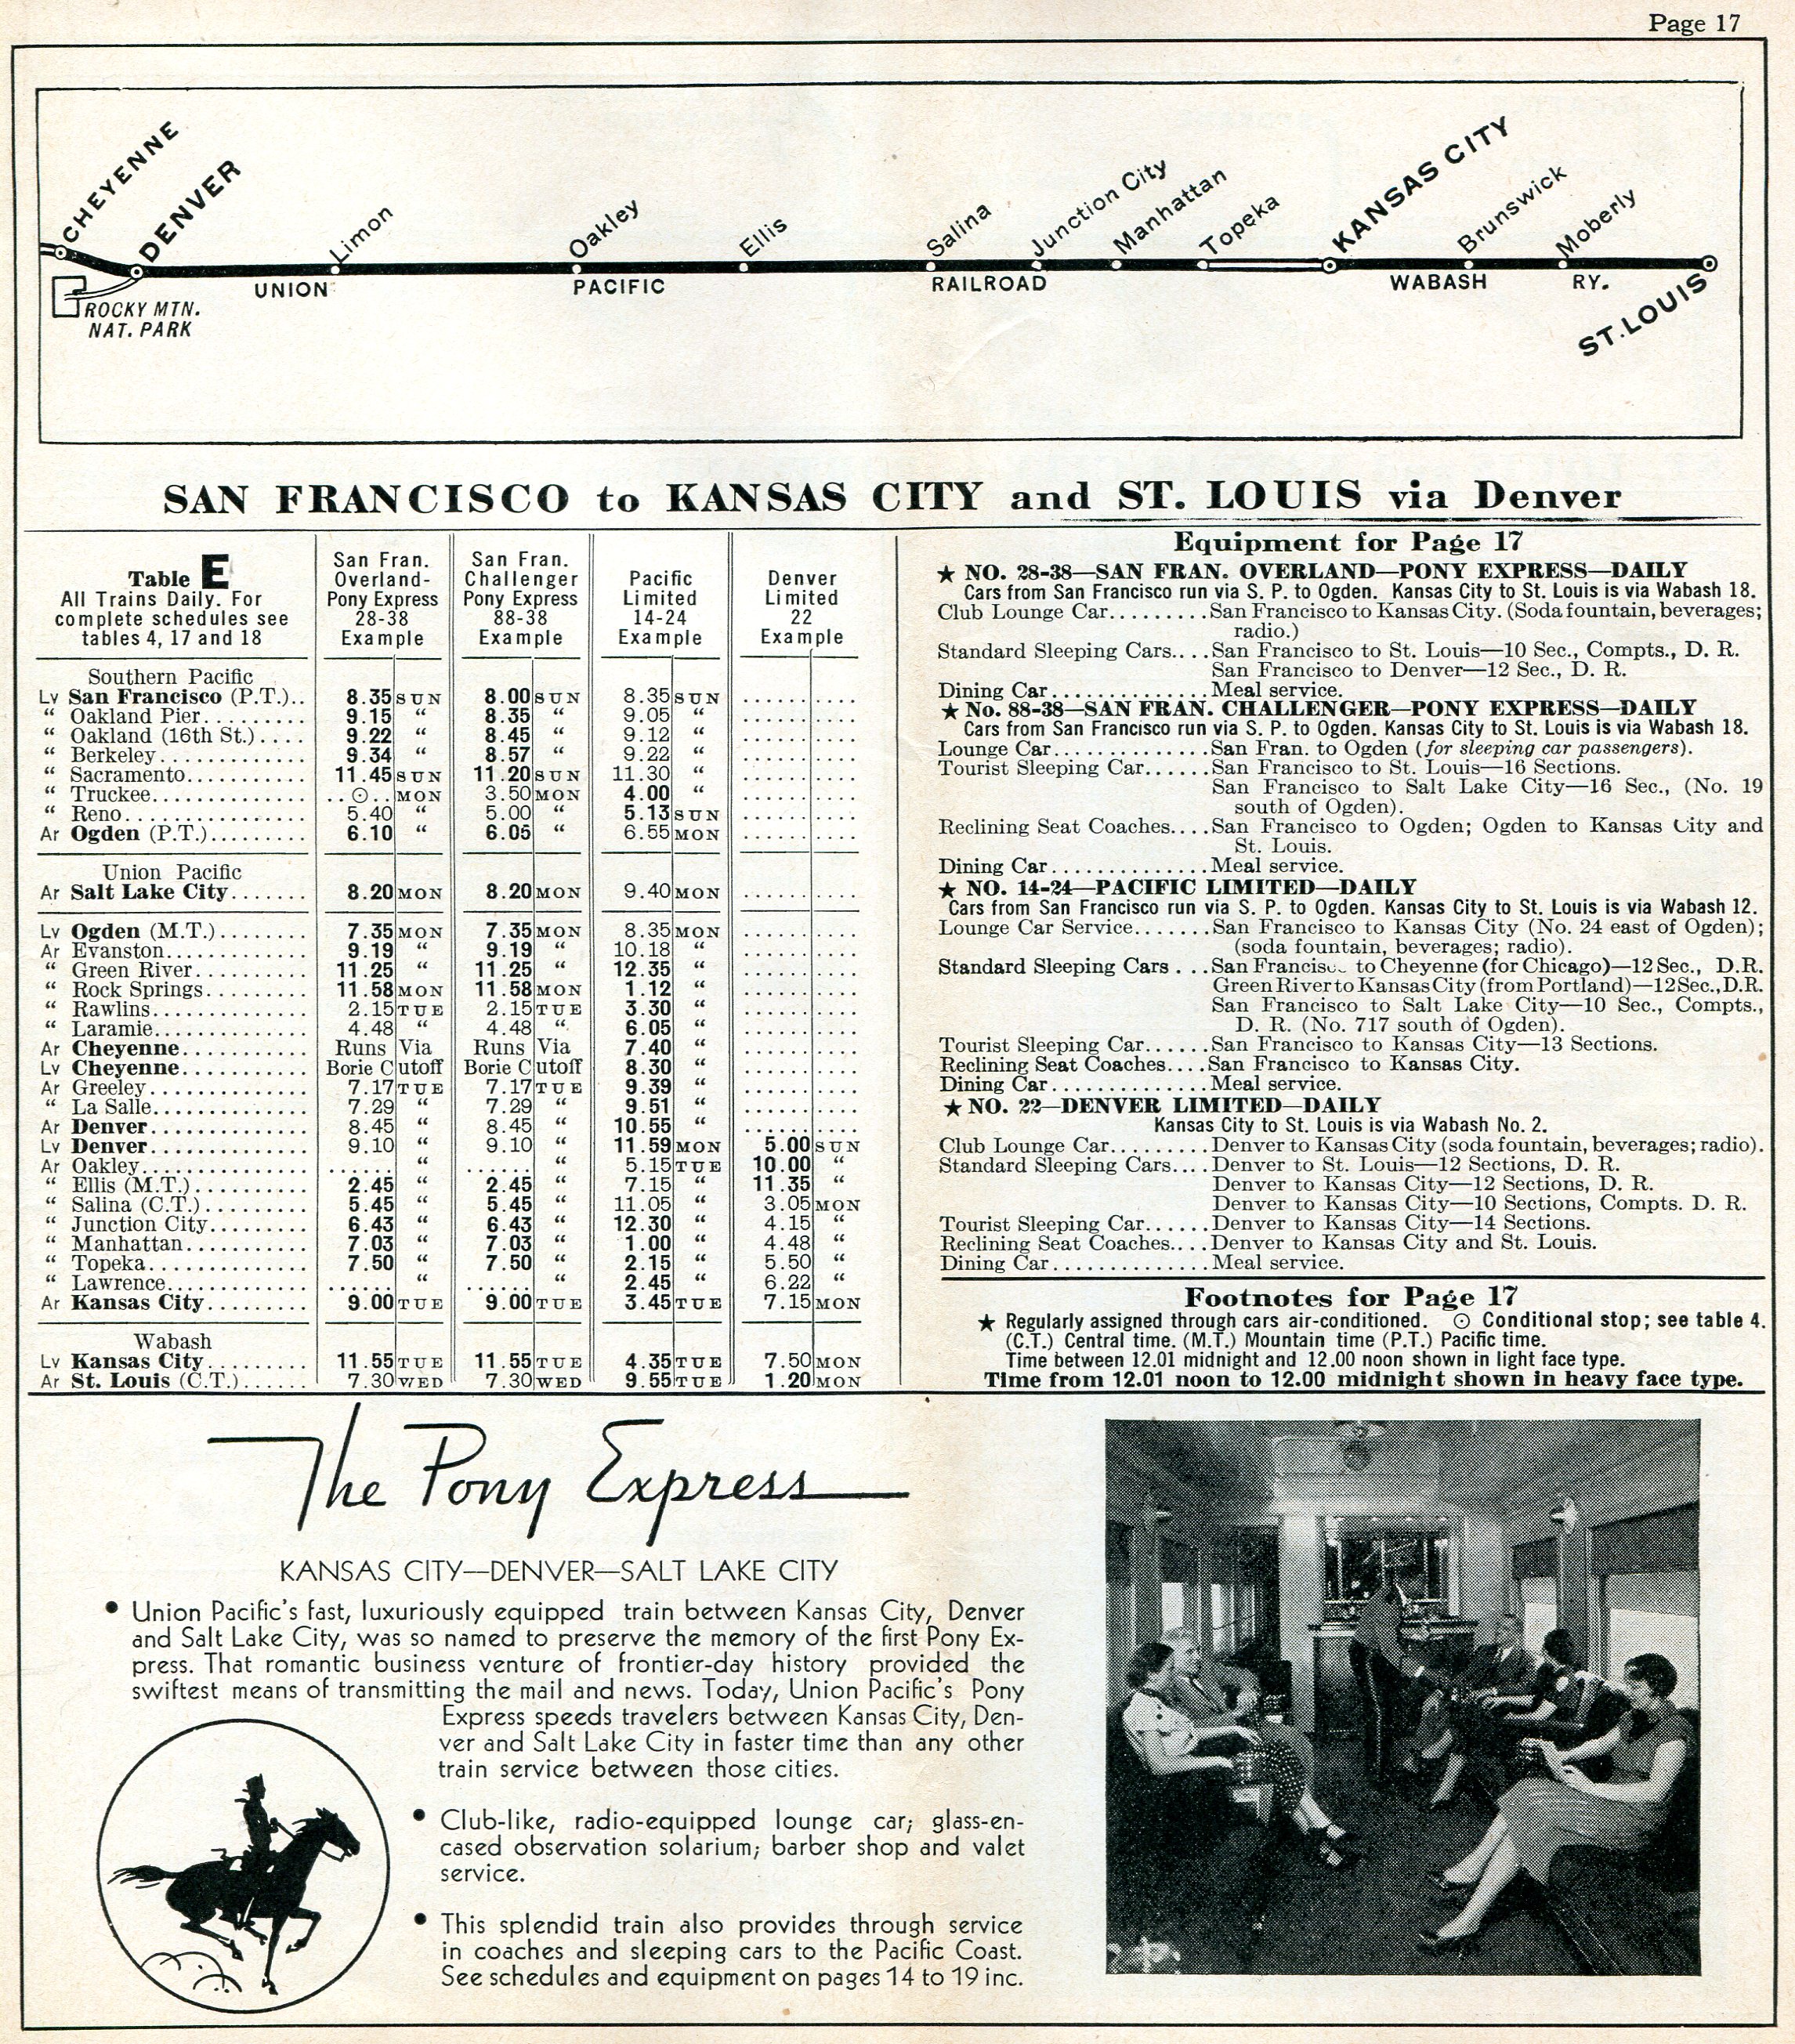 Page 17
CHEYENNE
DENVER
Limon
Oakley
Ellis
Salina
Junction City
Manhattan
Topeka
KANSAS CITY
Brunswick
Moberly
ST. LOUIS
UNION PACIFIC RAILROAD WABASH RY.
ROCKY MTN.
NAT. PARK
SAN FRANCISCO to KANSAS CITY and ST. LOUIS via Denver
Table E
All Trains Daily. For
complete schedules see
tables 4, 17 and 18
San Fran.
Overland-
Pony Express
28-38
Example
San Fran.
Challenger
Pony Express
88-38
Example
Pacific
Limited
14-24
Example
Denver
Limited
22
Example
Southern Pacific
Lv San Francisco (P.T.).. 8.35 SUN 8.00 SUN 8.35 SUN ........
“ Oakland Pier......... 9.15 “ 8.35 “ 9.05 “ ........
“ Oakland (16th St.).... 9.22 “ 8.45 “ 9.12 “ ........
“ Berkeley............. 9.34 “ 8.57 “ 9.22 “ ........
“ Sacramento.......... 11.45 SUN 11.20 SUN 11.30 “ ........
“ Truckee............. ..⊙.. MON 3.50 MON 4.00 “ ........
“ Reno................ 5.40 “ 5.00 “ 5.13 SUN ........
Ar Ogden (P.T.)......... 6.10 “ 6.05 “ 6.55 MON ........
Union Pacific
Ar Salt Lake City....... 8.20 MON 8.20 MON 9.40 MON ........
Lv Ogden (M.T.)........ 7.35 MON 7.35 MON 8.35 MON ........
Ar Evanston............ 9.19 “ 9.19 “ 10.18 “ ........
“ Green River.......... 11.25 “ 11.25 “ 12.35 “ ........
“ Rock Springs......... 11.58 MON 11.58 MON 1.12 “ ........
“ Rawlins............. 2.15 TUE 2.15 TUE 3.30 “ ........
“ Laramie............. 4.48 “ 4.48 “ 6.05 “ ........
Ar Cheyenne........... Runs Via Runs Via 7.40 “ ........
Lv Cheyenne........... Borie Cutoff Borie Cutoff 8.30 “ ........
Ar Greeley............. 7.17 TUE 7.17 TUE 9.39 “ ........
“ La Salle............. 7.29 “ 7.29 “ 9.51 “ ........
Ar Denver............. 8.45 “ 8.45 “ 10.55 “ ........
Lv Denver............. 9.10 “ 9.10 “ 11.59 MON 5.00 SUN
Ar Oakley............. ...... “ ...... “ 5.15 TUE 10.00 “
“ Ellis (M.T.).......... 2.45 “ 2.45 “ 7.15 “ 11.35 “
“ Salina (C.T.)......... 5.45 “ 5.45 “ 11.05 “ 3.05 MON
“ Junction City......... 6.43 “ 6.43 “ 12.30 “ 4.15 “
“ Manhattan........... 7.03 “ 7.03 “ 1.00 “ 4.48 “
“ Topeka.............. 7.50 “ 7.50 “ 2.15 “ 5.50 “
“ Lawrence............ ...... “ ...... “ 2.45 “ 6.22 “
Ar Kansas City......... 9.00 TUE 9.00 TUE 3.45 TUE 7.15 MON
Wabash
Lv Kansas City......... 11.55 TUE 11.55 TUE 4.35 TUE 7.50 MON
Ar St. Louis (C.T.)...... 7.30 WED 7.30 WED 9.55 TUE 1.20 MON
Equipment for Page 17
★ NO. 28-38—SAN FRAN. OVERLAND—PONY EXPRESS—DAILY
Cars from San Francisco run via S. P. to Ogden. Kansas City to St. Louis is via Wabash 18.
Club Lounge Car.........San Francisco to Kansas City. (Soda fountain, beverages;
radio.)
Standard Sleeping Cars....San Francisco to St. Louis—10 Sec., Compts., D. R.
San Francisco to Denver—12 Sec., D. R.
Dining Car..............Meal service.
★ No. 88-38—SAN FRAN. CHALLENGER—PONY EXPRESS—DAILY
Cars from San Francisco run via S. P. to Ogden. Kansas City to St. Louis is via Wabash 18.
Lounge Car..............San Fran. to Ogden (for sleeping car passengers).
Tourist Sleeping Car......San Francisco to St. Louis—16 Sections.
San Francisco to Salt Lake City—16 Sec., (No. 19
south of Ogden).
Reclining Seat Coaches....San Francisco to Ogden; Ogden to Kansas City and
St. Louis.
Dining Car..............Meal service.
★ NO. 14-24—PACIFIC LIMITED—DAILY
Cars from San Francisco run via S. P. to Ogden. Kansas City to St. Louis is via Wabash 12.
Lounge Car Service.......San Francisco to Kansas City (No. 24 east of Ogden);
(soda fountain, beverages; radio).
Standard Sleeping Cars ...San Francisco to Cheyenne (for Chicago)—12 Sec., D.R.
Green River to Kansas City (from Portland)—12 Sec., D.R.
San Francisco to Salt Lake City—10 Sec., Compts.,
D. R. (No. 717 south of Ogden).
Tourist Sleeping Car......San Francisco to Kansas City—13 Sections.
Reclining Seat Coaches....San Francisco to Kansas City.
Dining Car..............Meal service.
★ NO. 22—DENVER LIMITED—DAILY
Kansas City to St. Louis is via Wabash No. 2.
Club Lounge Car.........Denver to Kansas City (soda fountain, beverages; radio).
Standard Sleeping Cars....Denver to St. Louis—12 Sections, D. R.
Denver to Kansas City—12 Sections, D. R.
Denver to Kansas City—10 Sections, Compts. D. R.
Tourist Sleeping Car......Denver to Kansas City—14 Sections.
Reclining Seat Coaches....Denver to Kansas City and St. Louis.
Dining Car..............Meal service.
Footnotes for Page 17
★ Regularly assigned through cars air-conditioned. ⊙ Conditional stop; see table 4.
(C.T.) Central time. (M.T.) Mountain time (P.T.) Pacific time.
Time between 12.01 midnight and 12.00 noon shown in light face type.
Time from 12.01 noon to 12.00 midnight shown in heavy face type.
The Pony Express
KANSAS CITY—DENVER—SALT LAKE CITY
• Union Pacific's fast, luxuriously equipped train between Kansas City, Denver
and Salt Lake City, was so named to preserve the memory of the first Pony Ex-
press. That romantic business venture of frontier-day history provided the
swiftest means of transmitting the mail and news. Today, Union Pacific's Pony
Express speeds travelers between Kansas City, Den-
ver and Salt Lake City in faster time than any other
train service between those cities.
• Club-like, radio-equipped lounge car; glass-en-
cased observation solarium; barber shop and valet
service.
• This splendid train also provides through service
in coaches and sleeping cars to the Pacific Coast.
See schedules and equipment on pages 14 to 19 inc.